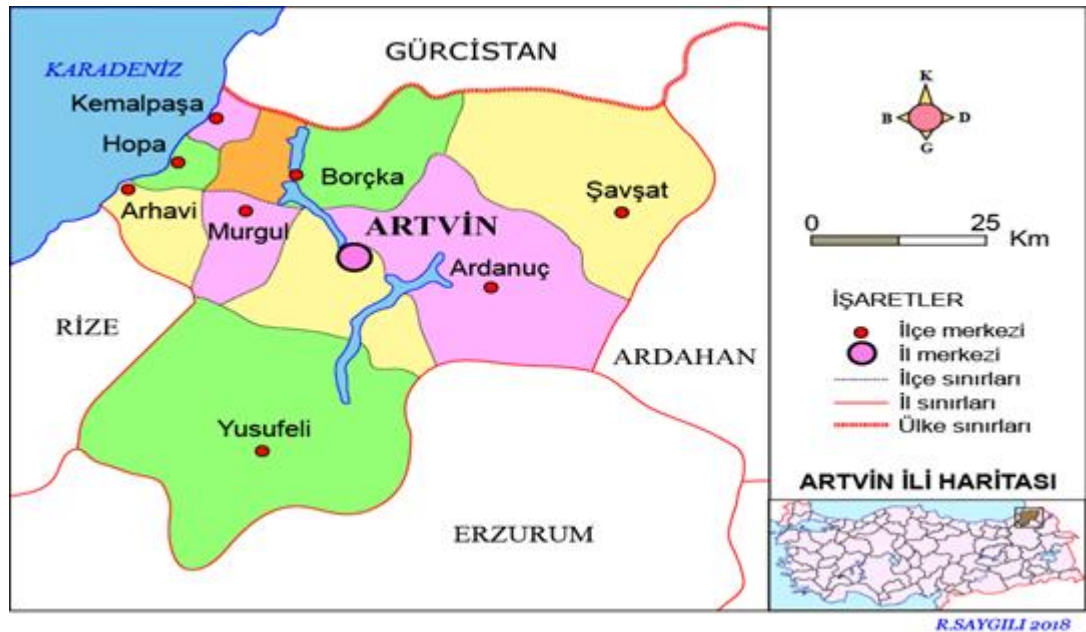 GÜRCİSTAN
KARADENİZ
Kemalpaşa
Hopa
Borçka
Arhavi
Murgul
ARTVİN
Şavşat
Ardanuç
RİZE
ARDAHAN
Yusufeli
ERZURUM
K
B
D
G
0 25 Km
İŞARETLER
İlçe merkezi
İl merkezi
İlçe sınırları
İl sınırları
Ülke sınırları
ARTVİN İLİ HARİTASI
R.SAYGILI 2018